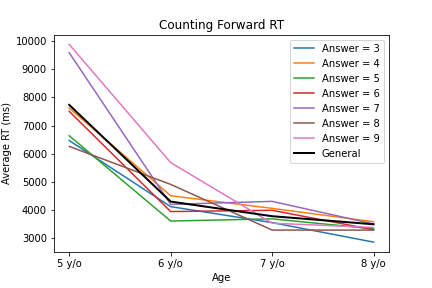 Counting Forward RT
Average RT (ms)
10000
9000
8000
7000
6000
5000
4000
3000
Answer = 3
Answer = 4
Answer = 5
Answer = 6
Answer = 7
Answer = 8
Answer = 9
General
5 y/o 6 y/o 7 y/o 8 y/o
Age